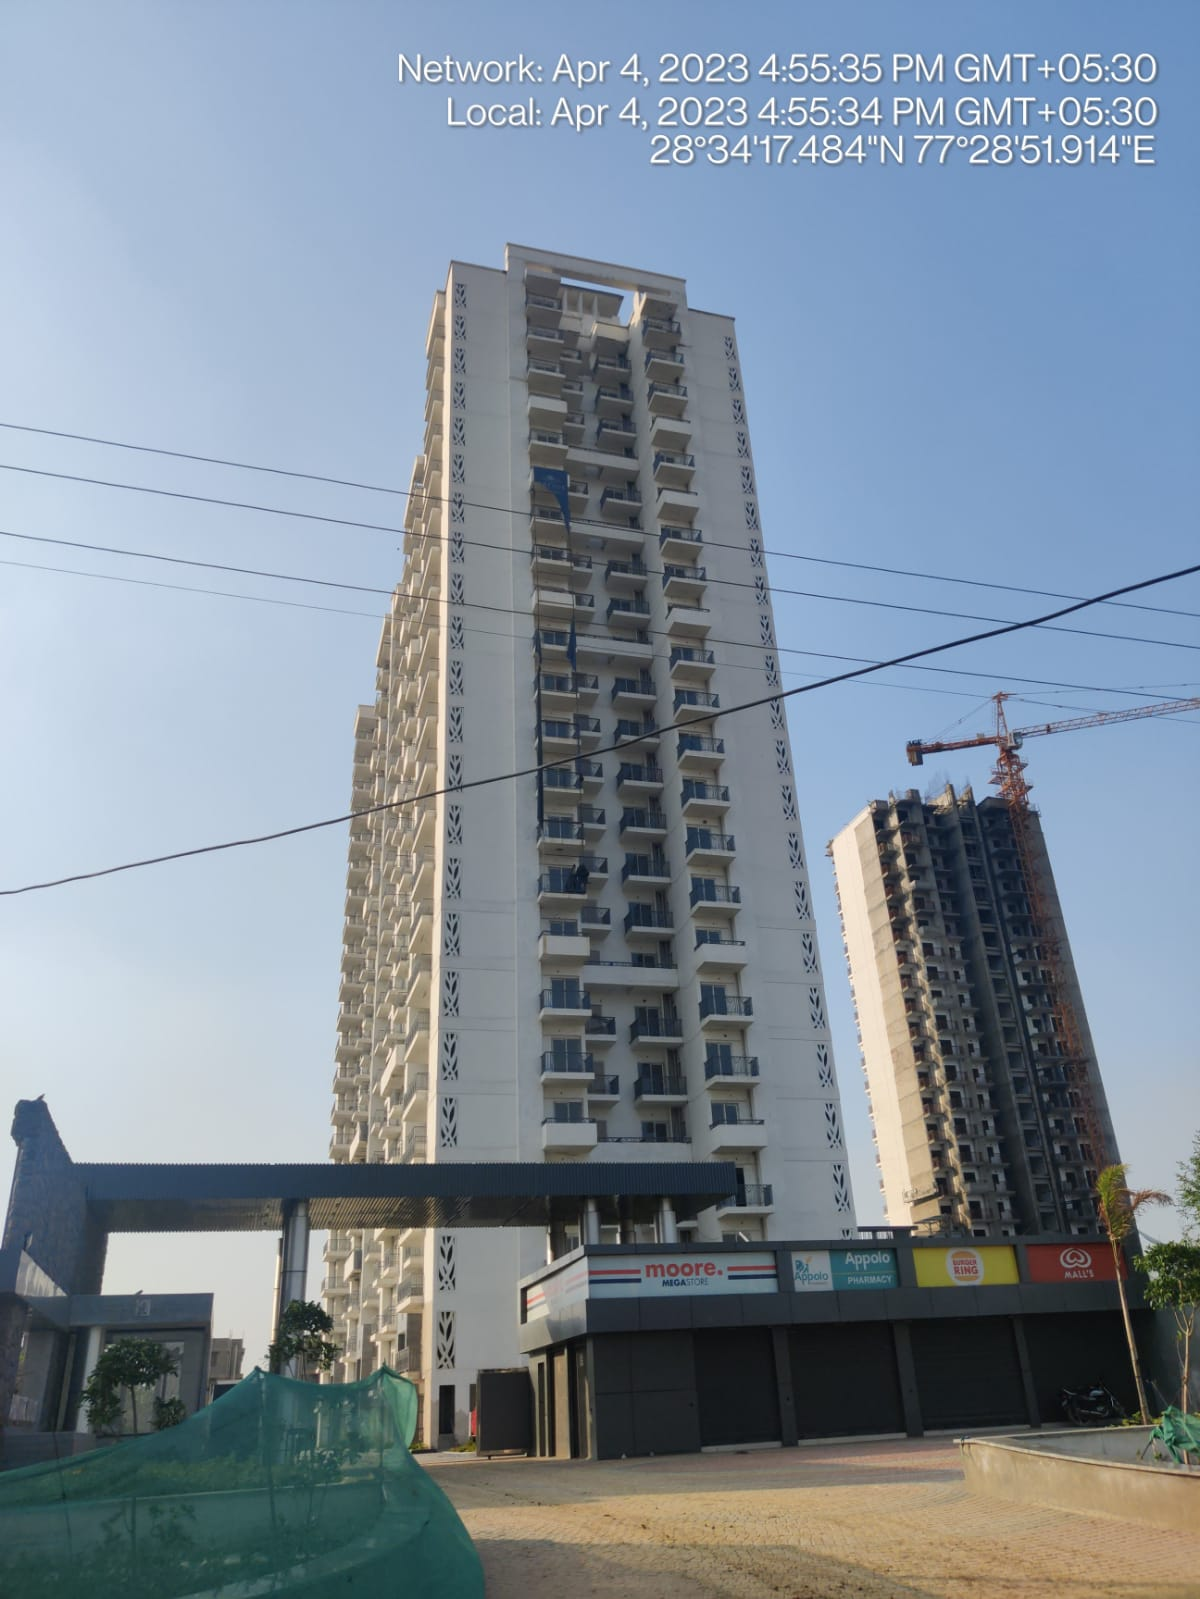 Network: Apr 4, 2023 4:55:35 PM GMT+05:30
Local: Apr 4, 2023 4:55:34 PM GMT+05:30
28°34'17.484"N 77°28'51.914"E
moore.
MEGASTORE
Appolo
Appolo
PHARMACY
BURGER
RING
MALL'S